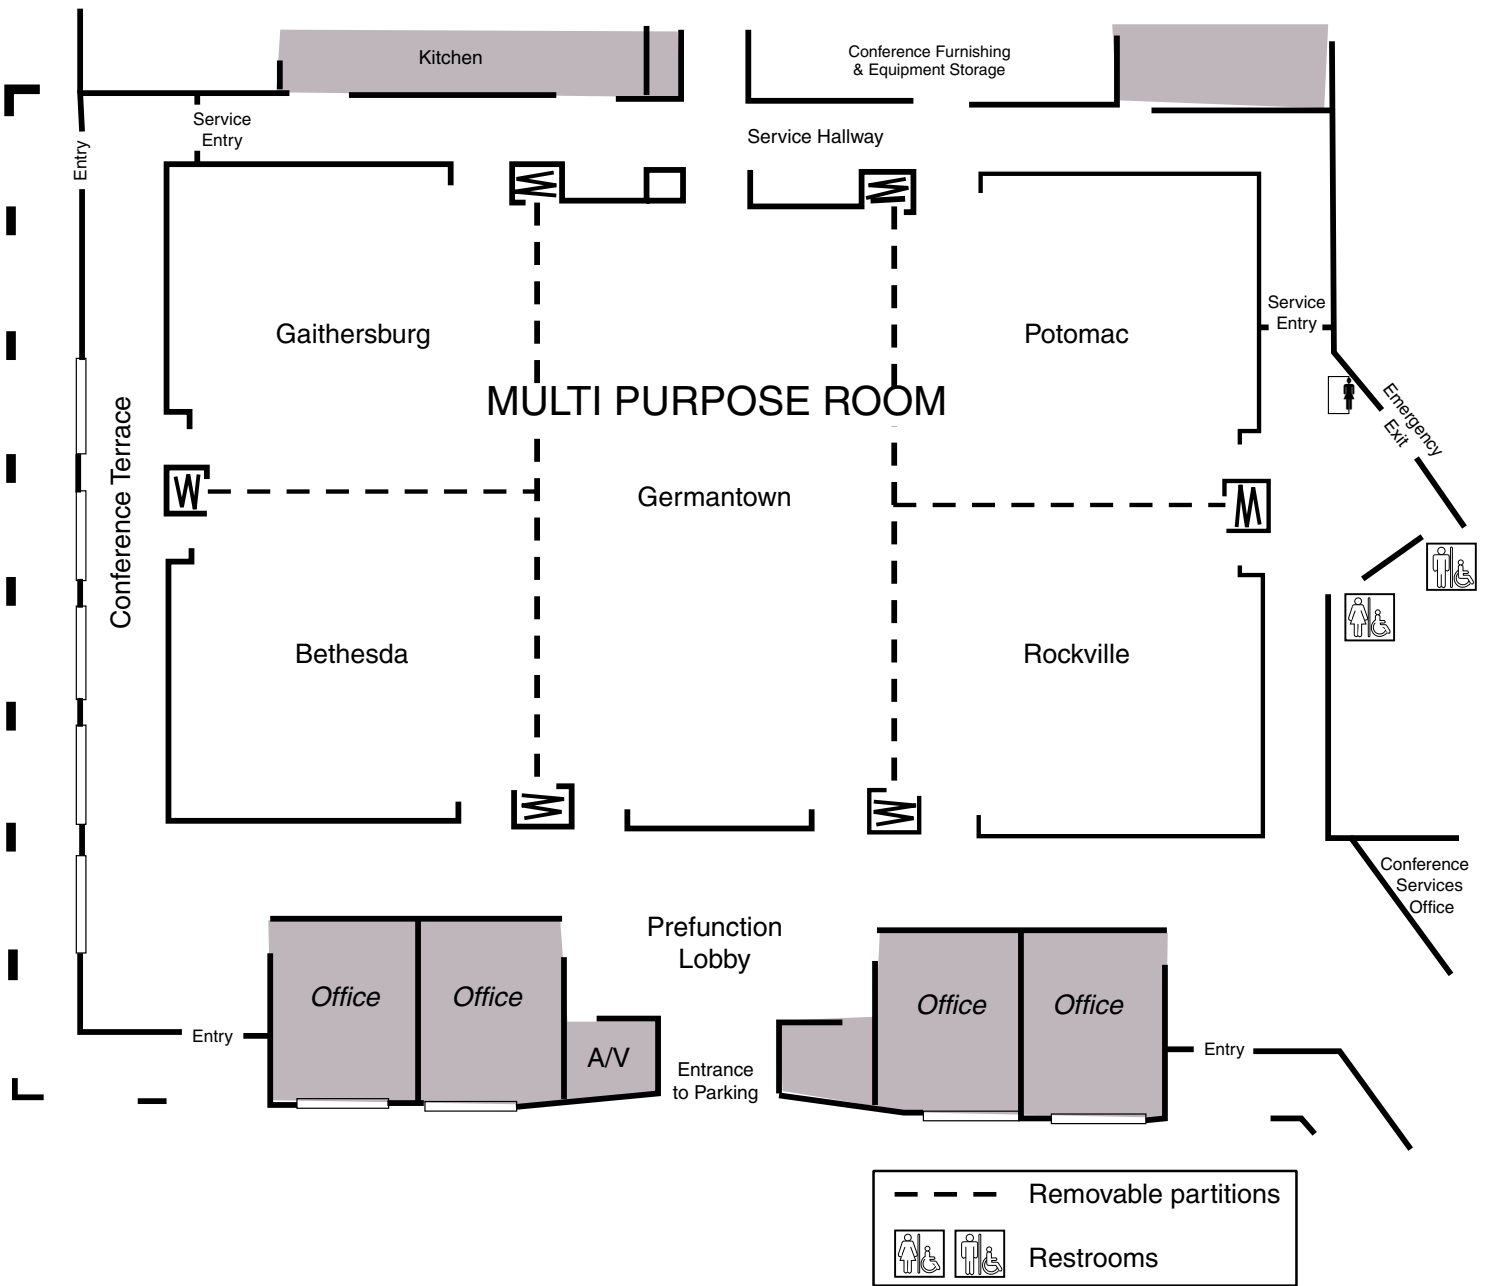 Kitchen
Conference Furnishing
& Equipment Storage
Service
Entry
Service Hallway
Entry
Gaithersburg
Potomac
Service
Entry
MULTI PURPOSE ROOM
Emergency
Exit
Conference Terrace
Germantown
Bethesda
Rockville
Conference
Services
Office
Prefunction
Lobby
Office
Office
Office
Office
Entry
A/V
Entrance
to Parking
Entry
Removable partitions
Restrooms